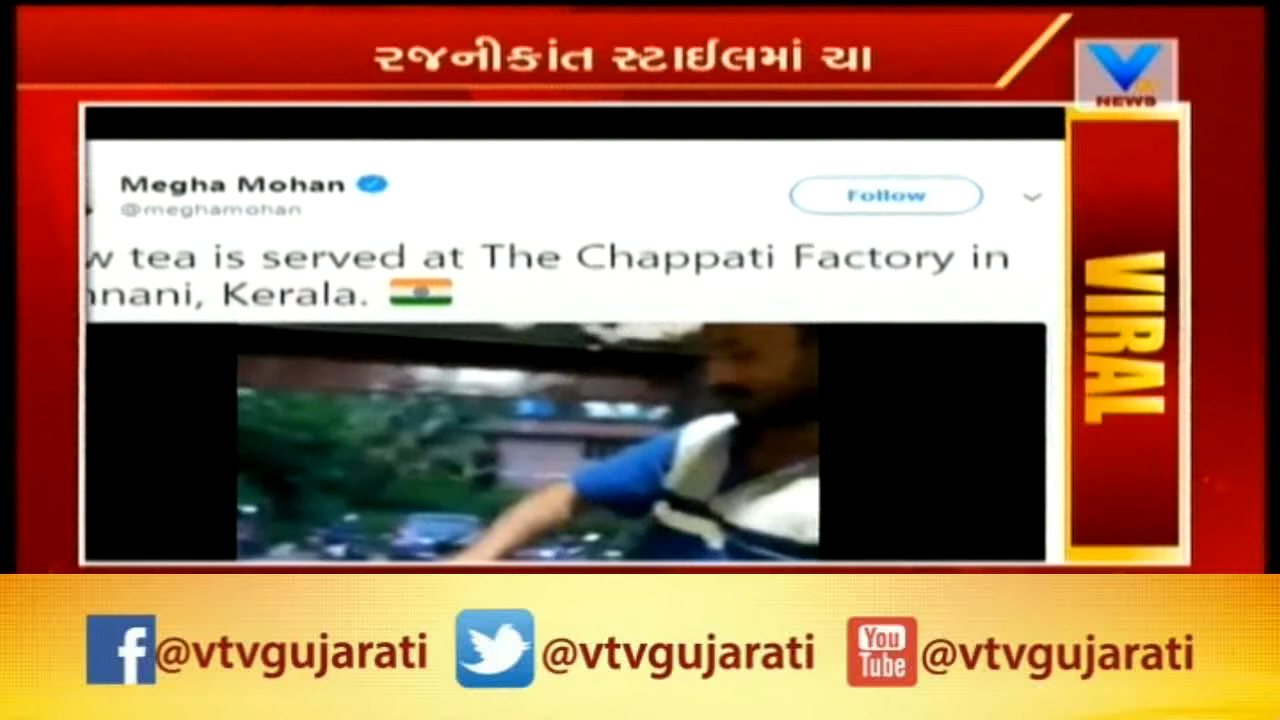 રજનીકાંત સ્ટાઈલમાં ચા
NEWS
Megha Mohan
@meghamohan
Follow
w tea is served at The Chappati Factory in
nnani, Kerala.
VIRAL
@vtvgujarati
@vtvgujarati
You
Tube
@vtvgujarati